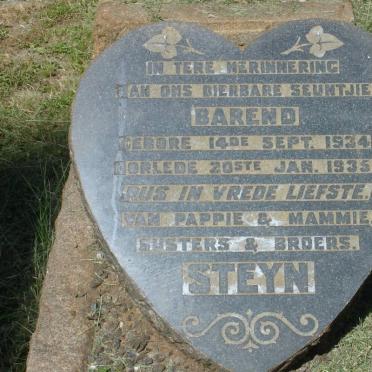 IN TERE HERINNERING
AAN ONS DIERBARE SEUNTJIE
BAREND
GEBORE 14DE SEPT. 1934
OORLEDE 20STE JAN. 1935
RUS IN VREDE LIEFSTE
VAN PAPPIE & MAMMIE
SUSTERS & BROERS.
STEYN